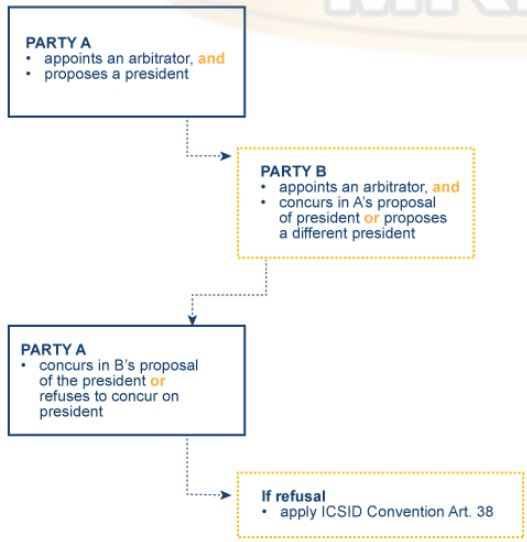 PARTY A
• appoints an arbitrator, and
• proposes a president
PARTY B
• appoints an arbitrator, and
• concurs in A's proposal
of president or proposes
a different president
PARTY A
• concurs in B's proposal
of the president or
refuses to concur on
president
If refusal
• apply ICSID Convention Art. 38